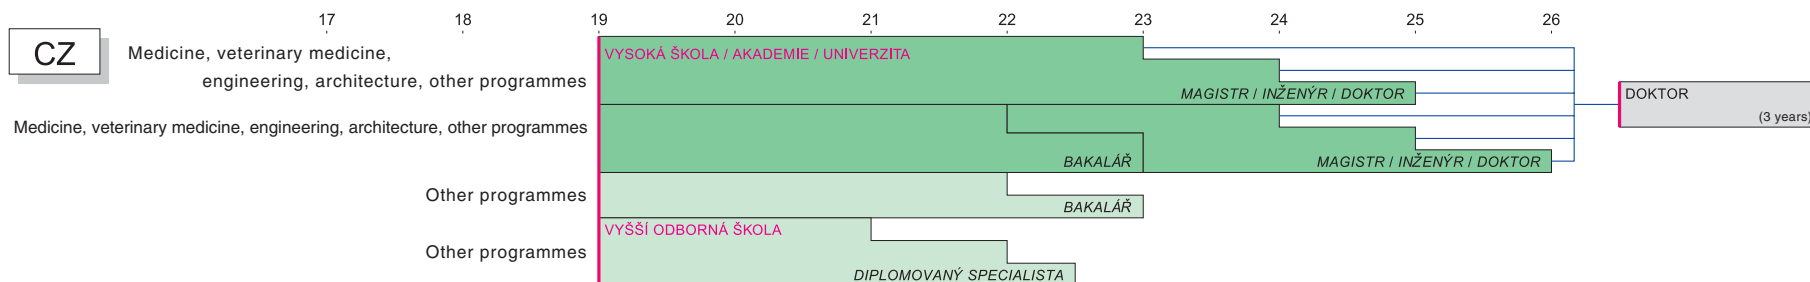 17 18 19 20 21 22 23 24 25 26
CZ
Medicine, veterinary medicine,
engineering, architecture, other programmes
VYSOKÁ ŠKOLA / AKADEMIE / UNIVERZITA
MAGISTR / INŽENÝR / DOKTOR
DOKTOR
(3 years)
Medicine, veterinary medicine, engineering, architecture, other programmes
BAKALÁŘ
MAGISTR / INŽENÝR / DOKTOR
Other programmes
BAKALÁŘ
Other programmes
VYŠŠÍ ODBORNÁ ŠKOLA
DIPLOMOVANÝ SPECIALISTA